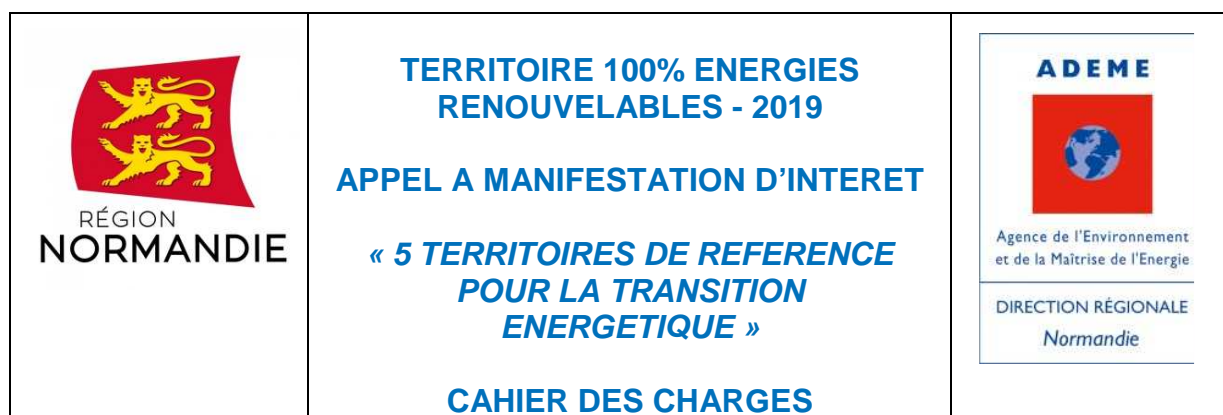 RÉGION
NORMANDIE
TERRITOIRE 100% ENERGIES
RENOUVELABLES - 2019
APPEL A MANIFESTATION D'INTERET
« 5 TERRITOIRES DE REFERENCE
POUR LA TRANSITION
ENERGETIQUE »
CAHIER DES CHARGES
ADEME
Agence de l'Environnement
et de la Maîtrise de l'Energie
DIRECTION RÉGIONALE
Normandie